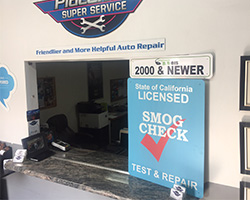 SUPER SERVICE
Friendlier and More Helpful Auto Repair
2000 & NEWER
State of California
LICENSED
SMOG
CHECK
TEST & REPAIR